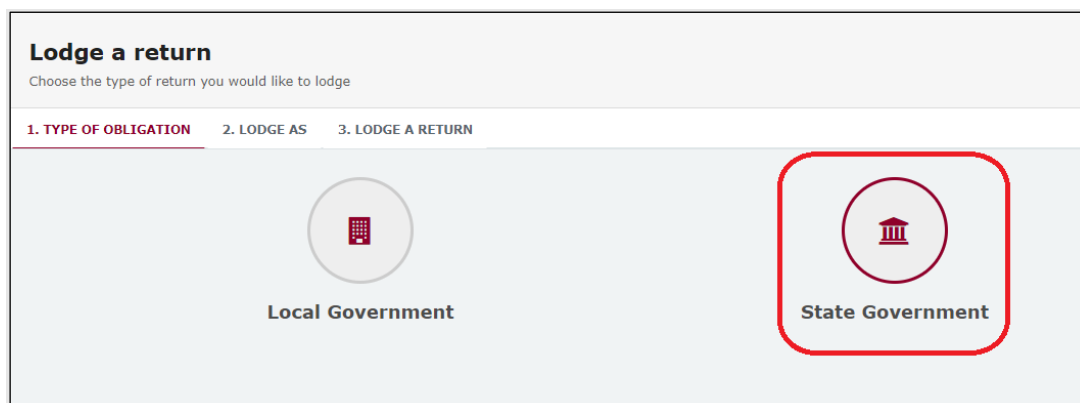 Lodge a return
Choose the type of return you would like to lodge
1. TYPE OF OBLIGATION 2. LODGE AS 3. LODGE A RETURN
Local Government State Government